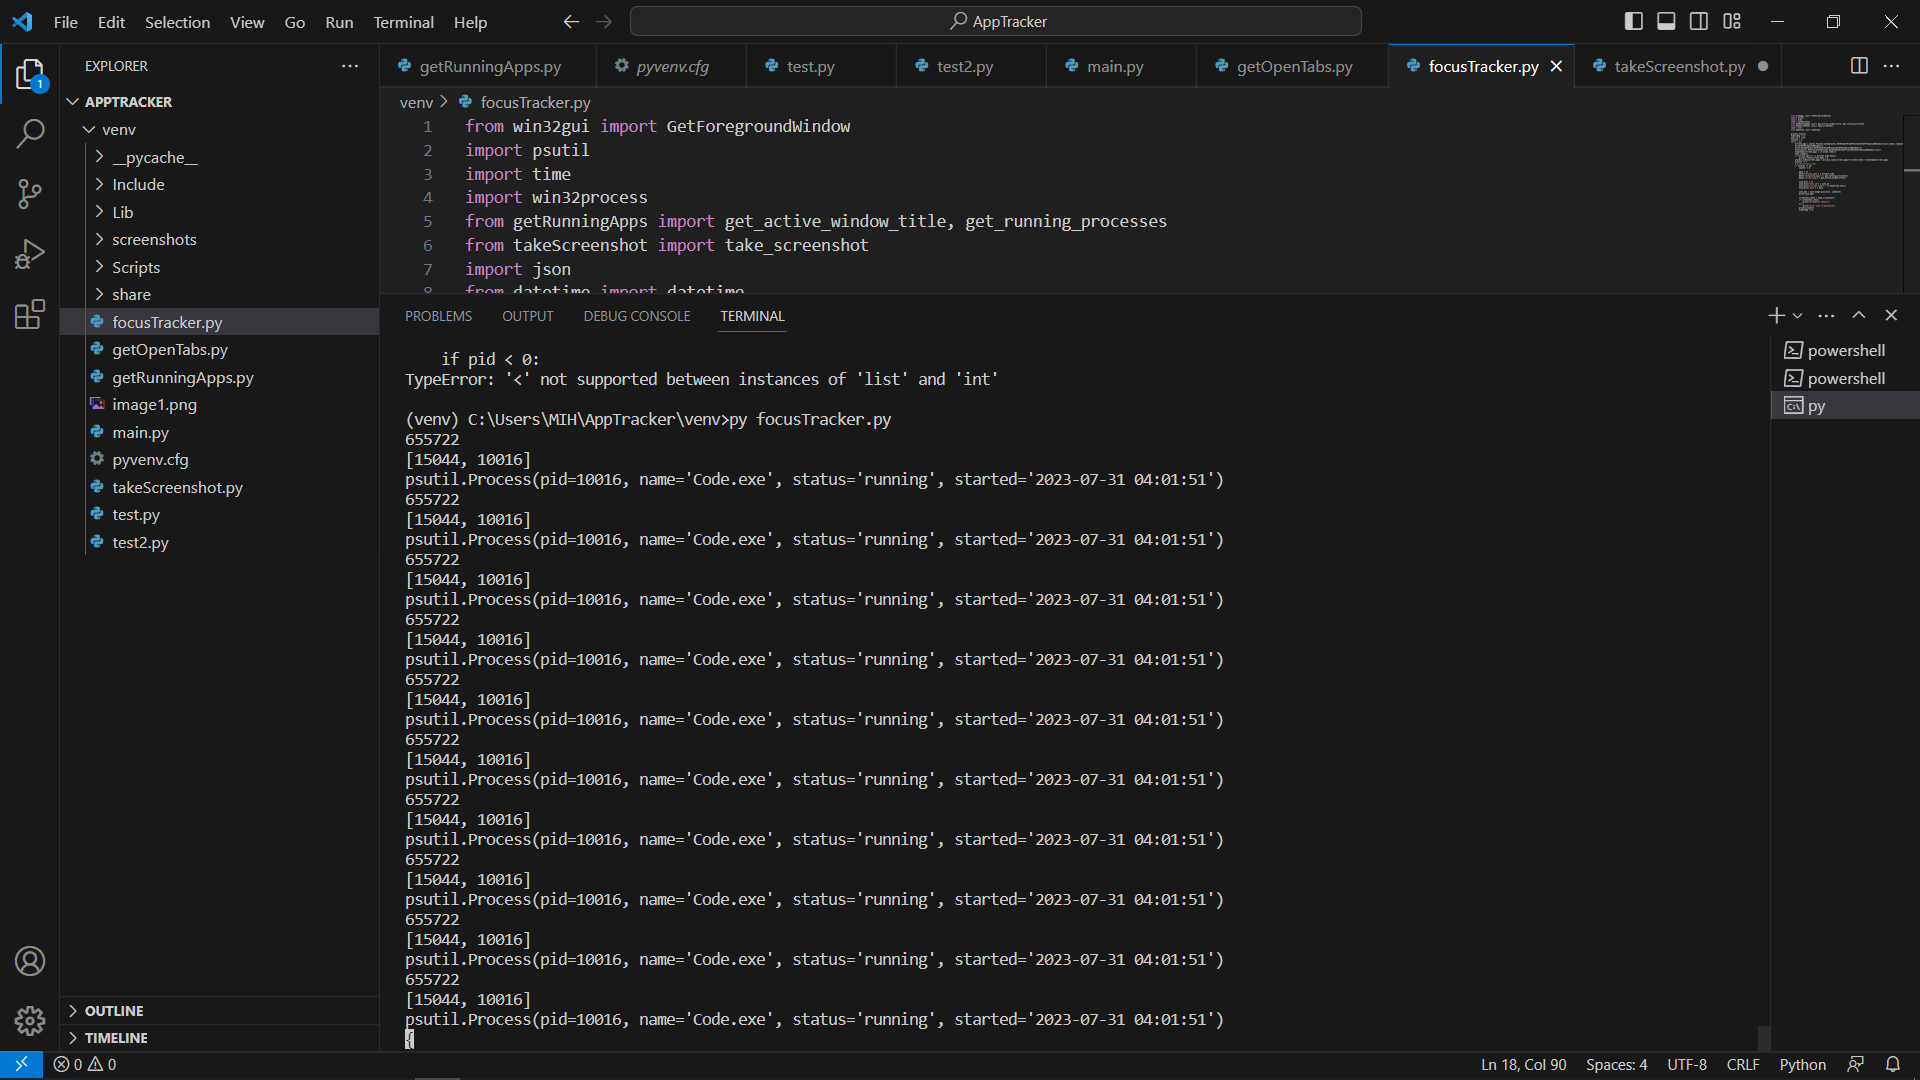 File Edit Selection View Go Run Terminal Help
AppTracker
EXPLORER
1
APPTRACKER
venv
__pycache__
Include
Lib
screenshots
Scripts
share
focusTracker.py
getOpenTabs.py
getRunningApps.py
image1.png
main.py
pyvenv.cfg
takeScreenshot.py
test.py
test2.py
OUTLINE
TIMELINE
getRunningApps.py pyvenv.cfg test.py test2.py main.py getOpenTabs.py focusTracker.py takeScreenshot.py
venv > focusTracker.py
1 from win32gui import GetForegroundWindow
2 import psutil
3 import time
4 import win32process
5 from getRunningApps import get_active_window_title, get_running_processes
6 from takeScreenshot import take_screenshot
7 import json
8 from datetime import datetime
PROBLEMS OUTPUT DEBUG CONSOLE TERMINAL
if pid < 0:
TypeError: '<' not supported between instances of 'list' and 'int'
(venv) C:\Users\MIH\AppTracker\venv>py focusTracker.py
655722
[15044, 10016]
psutil.Process(pid=10016, name='Code.exe', status='running', started='2023-07-31 04:01:51')
655722
[15044, 10016]
psutil.Process(pid=10016, name='Code.exe', status='running', started='2023-07-31 04:01:51')
655722
[15044, 10016]
psutil.Process(pid=10016, name='Code.exe', status='running', started='2023-07-31 04:01:51')
655722
[15044, 10016]
psutil.Process(pid=10016, name='Code.exe', status='running', started='2023-07-31 04:01:51')
655722
[15044, 10016]
psutil.Process(pid=10016, name='Code.exe', status='running', started='2023-07-31 04:01:51')
655722
[15044, 10016]
psutil.Process(pid=10016, name='Code.exe', status='running', started='2023-07-31 04:01:51')
655722
[15044, 10016]
psutil.Process(pid=10016, name='Code.exe', status='running', started='2023-07-31 04:01:51')
655722
[15044, 10016]
psutil.Process(pid=10016, name='Code.exe', status='running', started='2023-07-31 04:01:51')
655722
[15044, 10016]
psutil.Process(pid=10016, name='Code.exe', status='running', started='2023-07-31 04:01:51')
655722
[15044, 10016]
psutil.Process(pid=10016, name='Code.exe', status='running', started='2023-07-31 04:01:51')
{
powershell
powershell
py
0 0
Ln 18, Col 90 Spaces: 4 UTF-8 CRLF Python